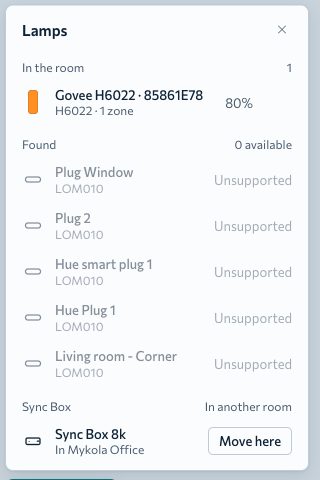 Lamps
In the room 1
Govee H6022 · 85861E78
H6022 · 1 zone
80%
Found 0 available
Plug Window
LOM010
Unsupported
Plug 2
LOM010
Unsupported
Hue smart plug 1
LOM010
Unsupported
Hue Plug 1
LOM010
Unsupported
Living room - Corner
LOM010
Unsupported
Sync Box In another room
Sync Box 8k
In Mykola Office
Move here